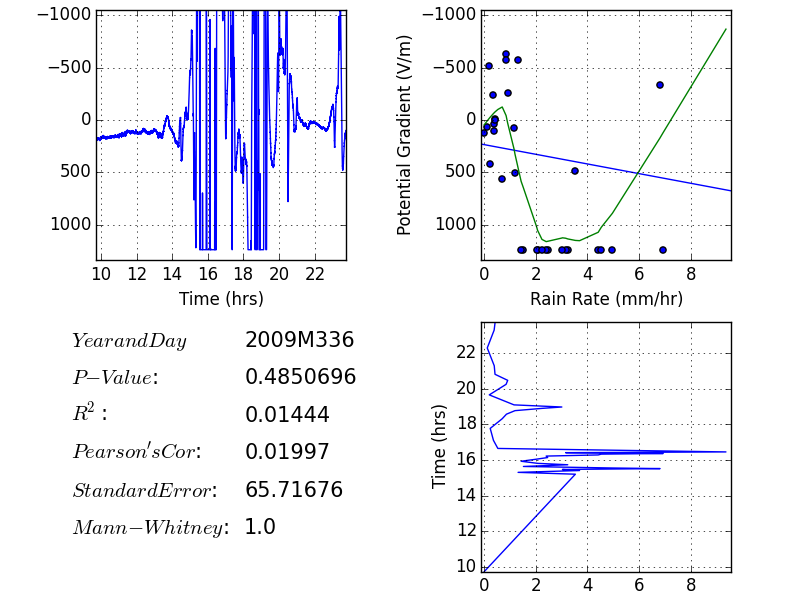 −1000
−500
0
500
1000
10 12 14 16 18 20 22
Time (hrs)
Potential Gradient (V/m)
−1000
−500
0
500
1000
0 2 4 6 8
Rain Rate (mm/hr)
YearandDay 2009M336
P−Value: 0.4850696
R²: 0.01444
Pearson'sCor: 0.01997
StandardError: 65.71676
Mann−Whitney: 1.0
Time (hrs)
22
20
18
16
14
12
10
0 2 4 6 8